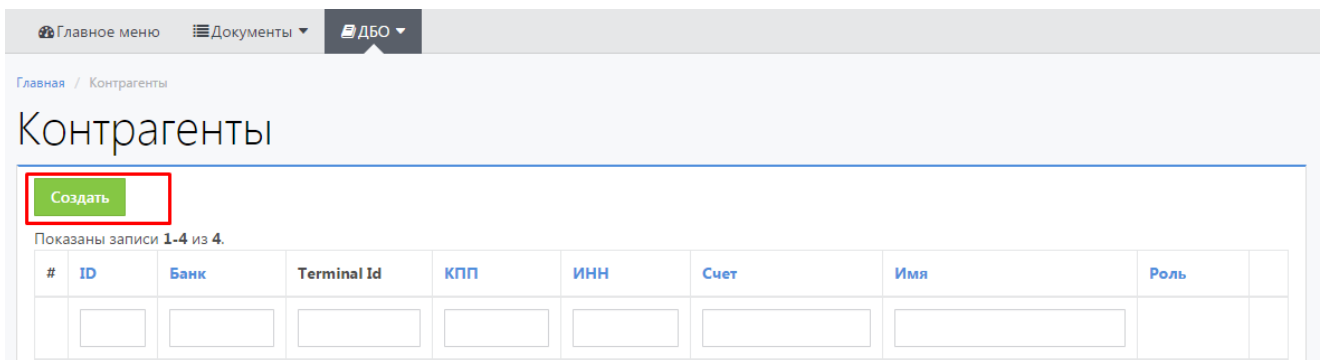 Главное меню Документы ДБО
Главная / Контрагенты
Контрагенты
Создать
Показаны записи 1-4 из 4.
# ID Банк Terminal Id КПП ИНН Счет Имя Роль